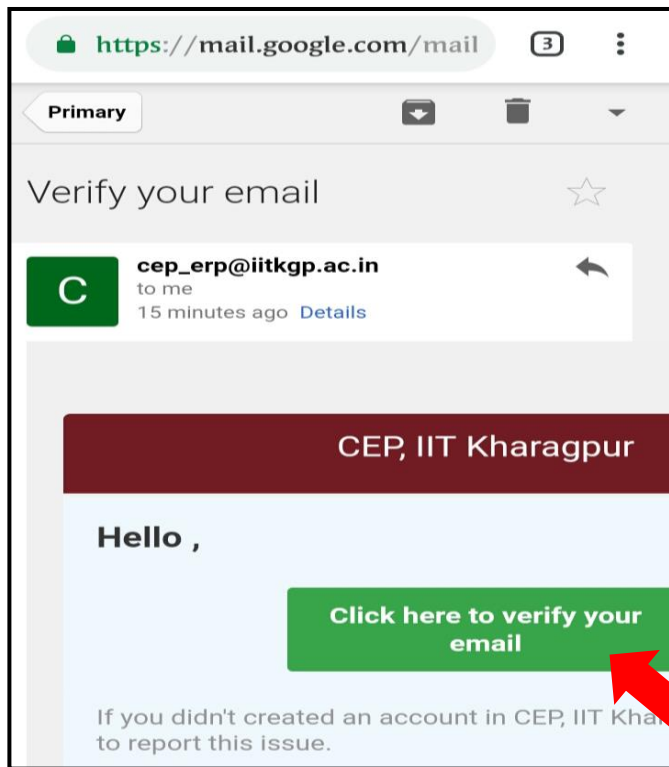 https://mail.google.com/mail 3
Primary
Verify your email
C
cep_erp@iitkgp.ac.in
to me
15 minutes ago Details
CEP, IIT Kharagpur
Hello ,
Click here to verify your
email
If you didn't created an account in CEP, IIT Khar
to report this issue.